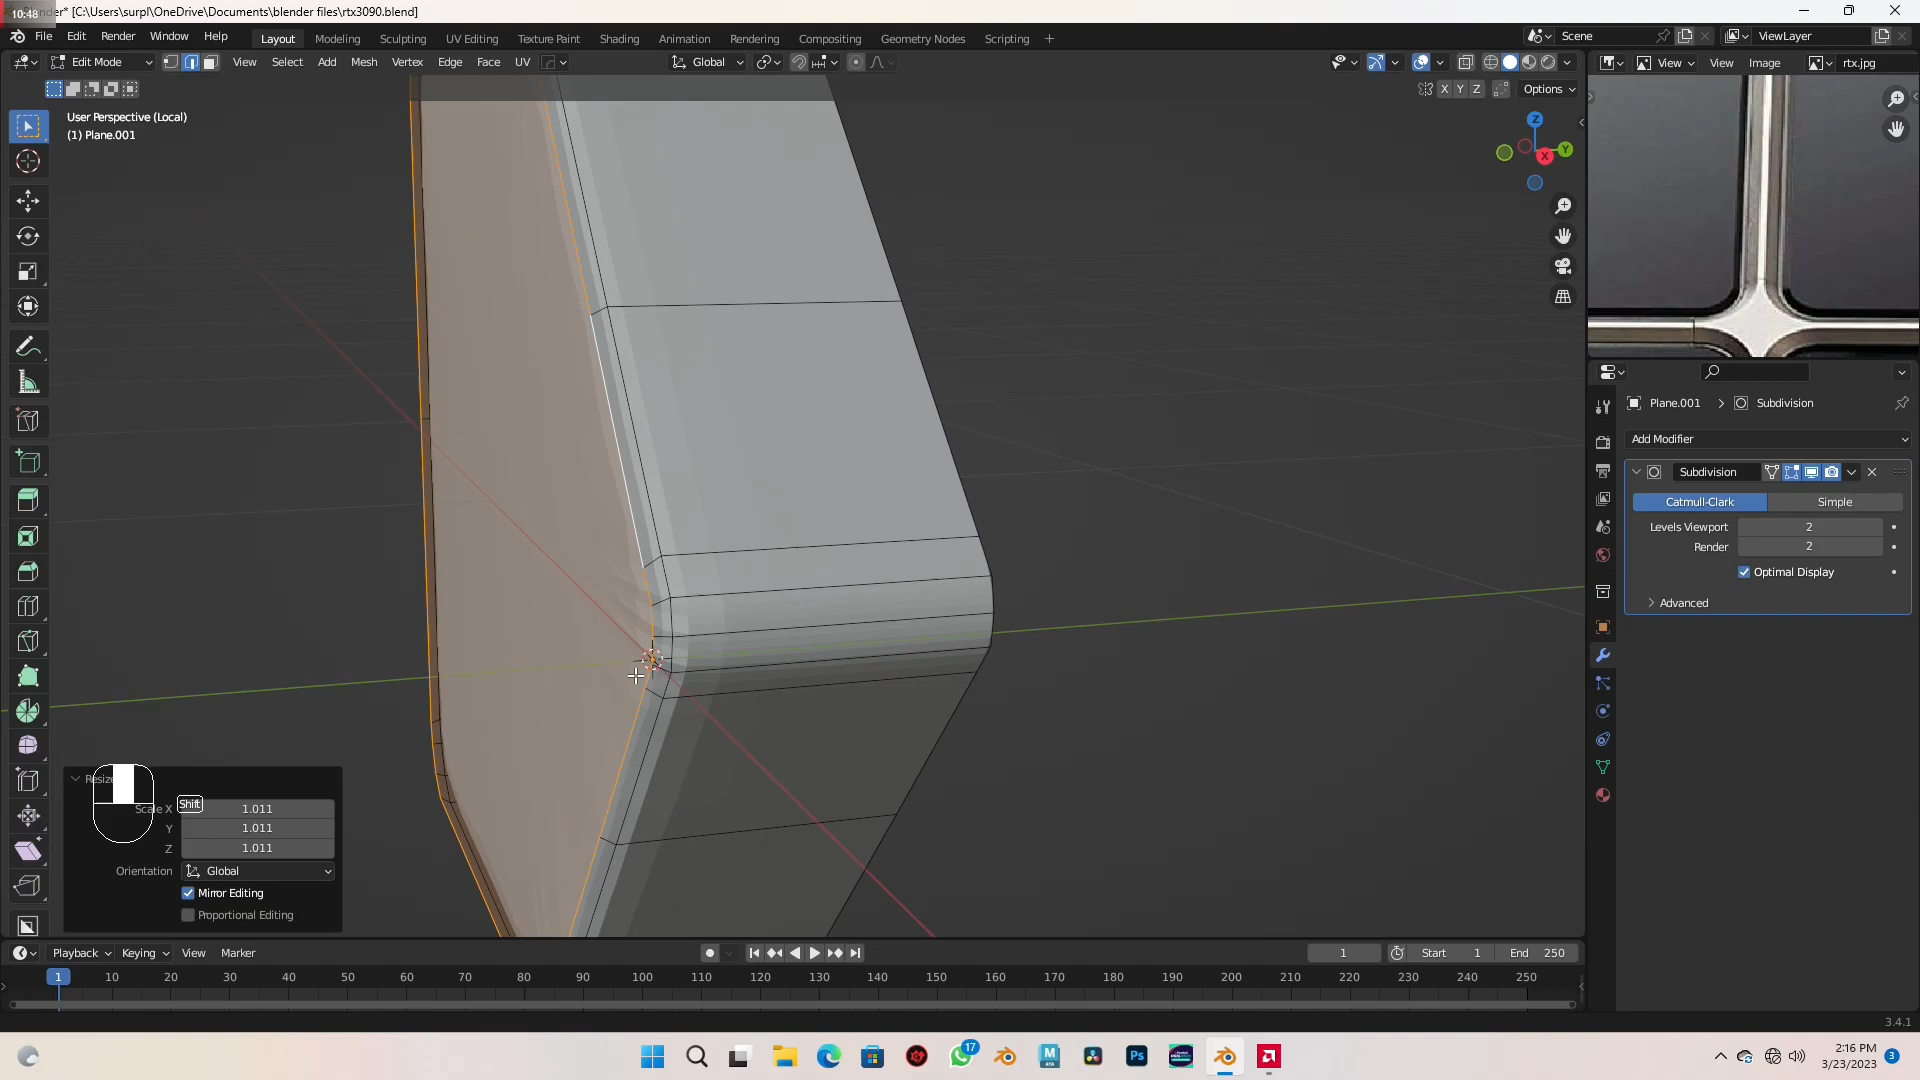 10:48
nder* [C:\Users\surpl\OneDrive\Documents\blender files\rtx3090.blend]
File Edit Render Window Help
Layout Modeling Sculpting UV Editing Texture Paint Shading Animation Rendering Compositing Geometry Nodes Scripting +
Scene
ViewLayer
Edit Mode
View Select Add Mesh Vertex Edge Face UV
Global
View View Image rtx.jpg
X Y Z Options
User Perspective (Local)
(1) Plane.001
Z
Y
X
Plane.001 > Subdivision
Add Modifier
Subdivision
Catmull-Clark Simple
Levels Viewport 2
Render 2
Optimal Display
Advanced
Resize
Shift
Scale X 1.011
Y 1.011
Z 1.011
Orientation Global
Mirror Editing
Proportional Editing
Playback Keying View Marker
1 Start 1 End 250
1 10 20 30 40 50 60 70 80 90 100 110 120 130 140 150 160 170 180 190 200 210 220 230 240 250
3.4.1
17
M
Ps
2:16 PM
3/23/2023
3